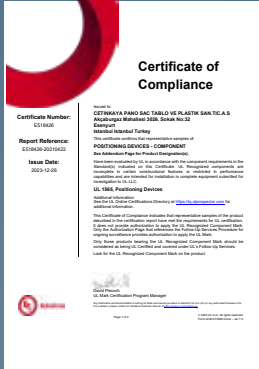 Certificate of
Compliance
Certificate Number:
E518426
Report Reference:
E518426-20210422
Issue Date:
2023-12-26
Issued to:
CETINKAYA PANO SAC TABLO VE PLASTIK SAN.TIC.A.S
Akçaburgaz Mahallesi 3026. Sokak No:32
Esenyurt
Istanbul Istanbul Turkey
This certificate confirms that representative samples of:
POSITIONING DEVICES - COMPONENT
See Addendum Page for Product Designation(s).
Have been evaluated by UL in accordance with the component requirements in the
Standard(s) indicated on this Certificate. UL Recognized components are
incomplete in certain constructional features or restricted in performance
capabilities and are intended for installation in complete equipment submitted for
investigation to UL LLC.
UL 1565, Positioning Devices
Additional Information:
See the UL Online Certifications Directory at https://iq.ulprospector.com for
additional information.
This Certificate of Compliance indicates that representative samples of the product
described in the certification report have met the requirements for UL certification.
It does not provide authorization to apply the UL Recognized Component Mark.
Only the Authorization Page that references the Follow-Up Services Procedure for
ongoing surveillance provides authorization to apply the UL Mark.
Only those products bearing the UL Recognized Component Mark should be
considered as being UL Certified and covered under UL's Follow-Up Services.
Look for the UL Recognized Component Mark on the product.
David Piecuch
UL Mark Certification Program Manager